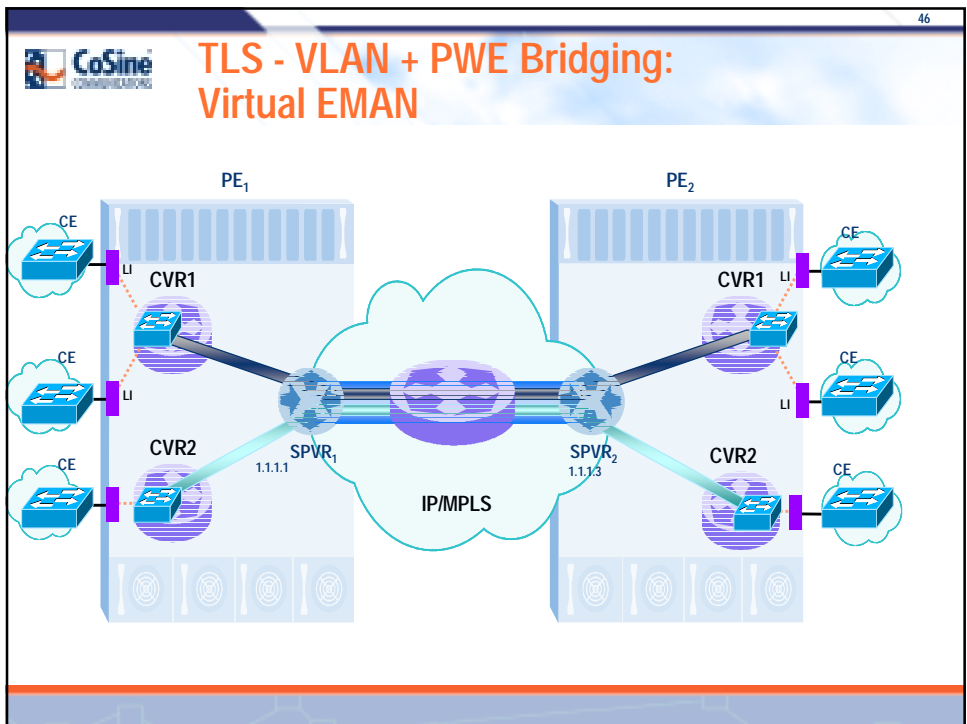 46
CoSine
COMMUNICATIONS
TLS - VLAN + PWE Bridging:
Virtual EMAN
PE1
PE2
CE
CE
LI
LI
CVR1
CVR1
CE
CE
LI
LI
SPVR1
SPVR2
1.1.1.1
1.1.1.3
CVR2
CVR2
CE
CE
IP/MPLS